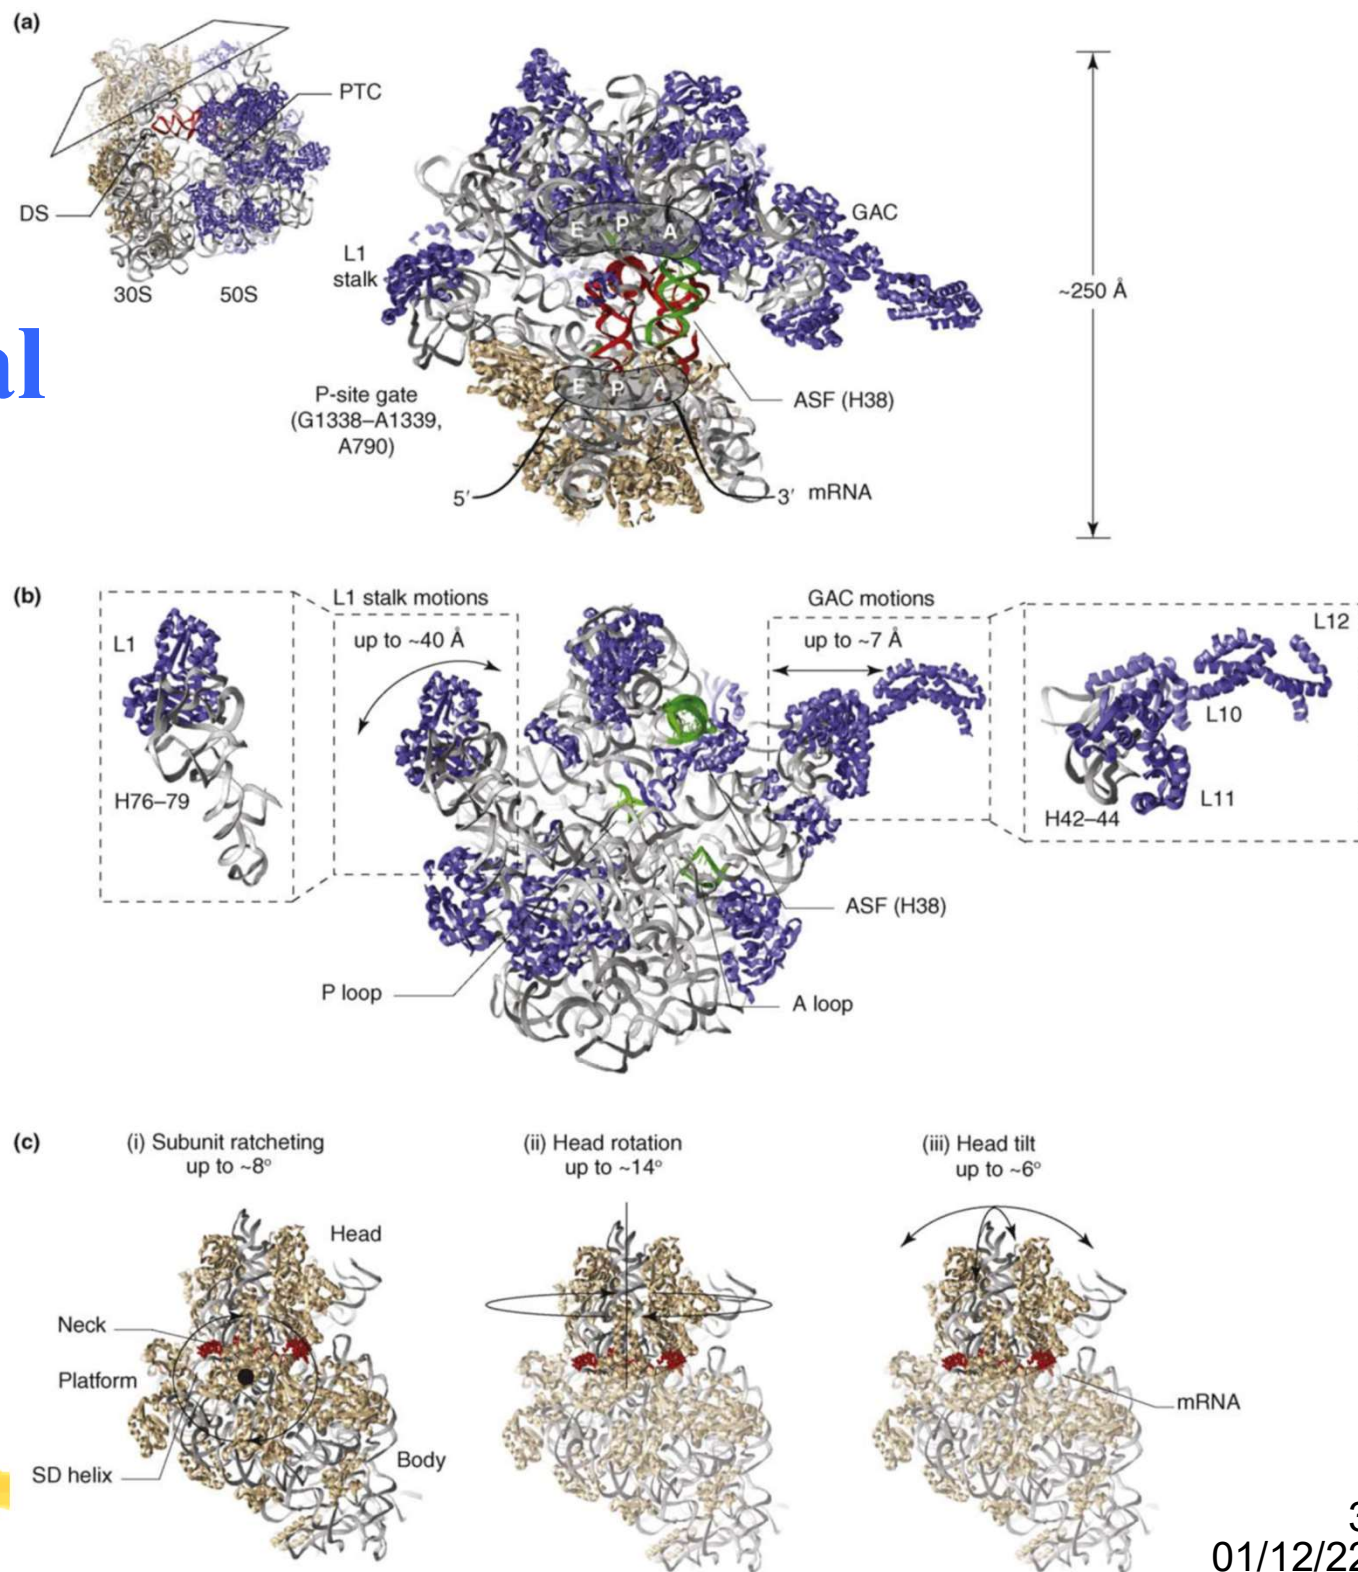 (a)
PTC
DS
30S
50S
al
E P A
GAC
L1
stalk
~250 Å
E P A
P-site gate
(G1338–A1339,
A790)
ASF (H38)
5′
3′ mRNA
(b)
L1 stalk motions
up to ~40 Å
GAC motions
up to ~7 Å
L1
H76–79
L12
L10
L11
H42–44
ASF (H38)
P loop
A loop
(c)
(i) Subunit ratcheting
up to ~8°
(ii) Head rotation
up to ~14°
(iii) Head tilt
up to ~6°
Head
Neck
Platform
SD helix
Body
mRNA
3
01/12/22